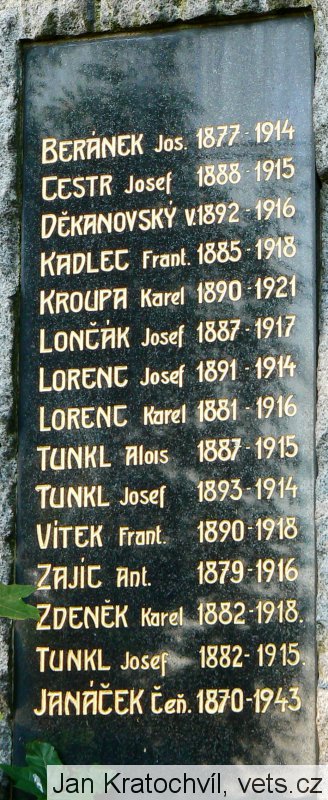 BERÁNEK Jos. 1877 - 1914
CESTR Josef 1888 - 1915
DĚKANOVSKÝ V. 1892 - 1916
KADLEC Frant. 1885 - 1918
KROUPA Karel 1890 - 1921
LONČÁK Josef 1887 - 1917
LORENC Josef 1891 - 1914
LORENC Karel 1881 - 1916
TUNKL Alois 1887 - 1915
TUNKL Josef 1893 - 1914
VÍTEK Frant. 1890 - 1918
ZAJÍC Ant. 1879 - 1916
ZDENĚK Karel 1882 - 1918.
TUNKL Josef 1882 - 1915.
JANÁČEK Čeň. 1870 - 1943
Jan Kratochvíl, vets.cz